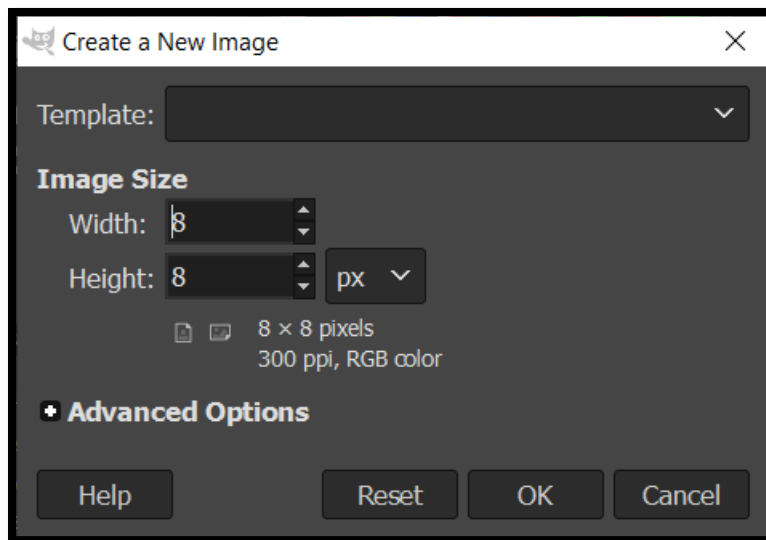 Create a New Image
Template:
Image Size
Width: 8
Height: 8 px
8 × 8 pixels
300 ppi, RGB color
Advanced Options
Help Reset OK Cancel